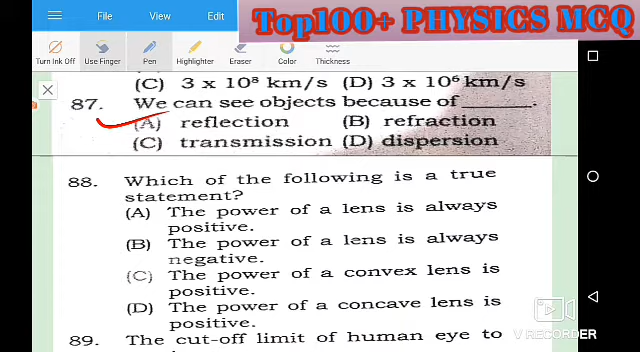 File
View
Edit
Top100+ PHYSICS MCQ
Turn Ink Off
Use Finger
Pen
Highlighter
Eraser
Color
Thickness
(C) 3 x 10⁸ km/s (D) 3 x 10⁶ km/s
87. We can see objects because of ______.
(A) reflection (B) refraction
(C) transmission (D) dispersion
88. Which of the following is a true
statement?
(A) The power of a lens is always
positive.
(B) The power of a lens is always
negative.
(C) The power of a convex lens is
positive.
(D) The power of a concave lens is
positive.
89. The cut-off limit of human eye to
V RECORDER